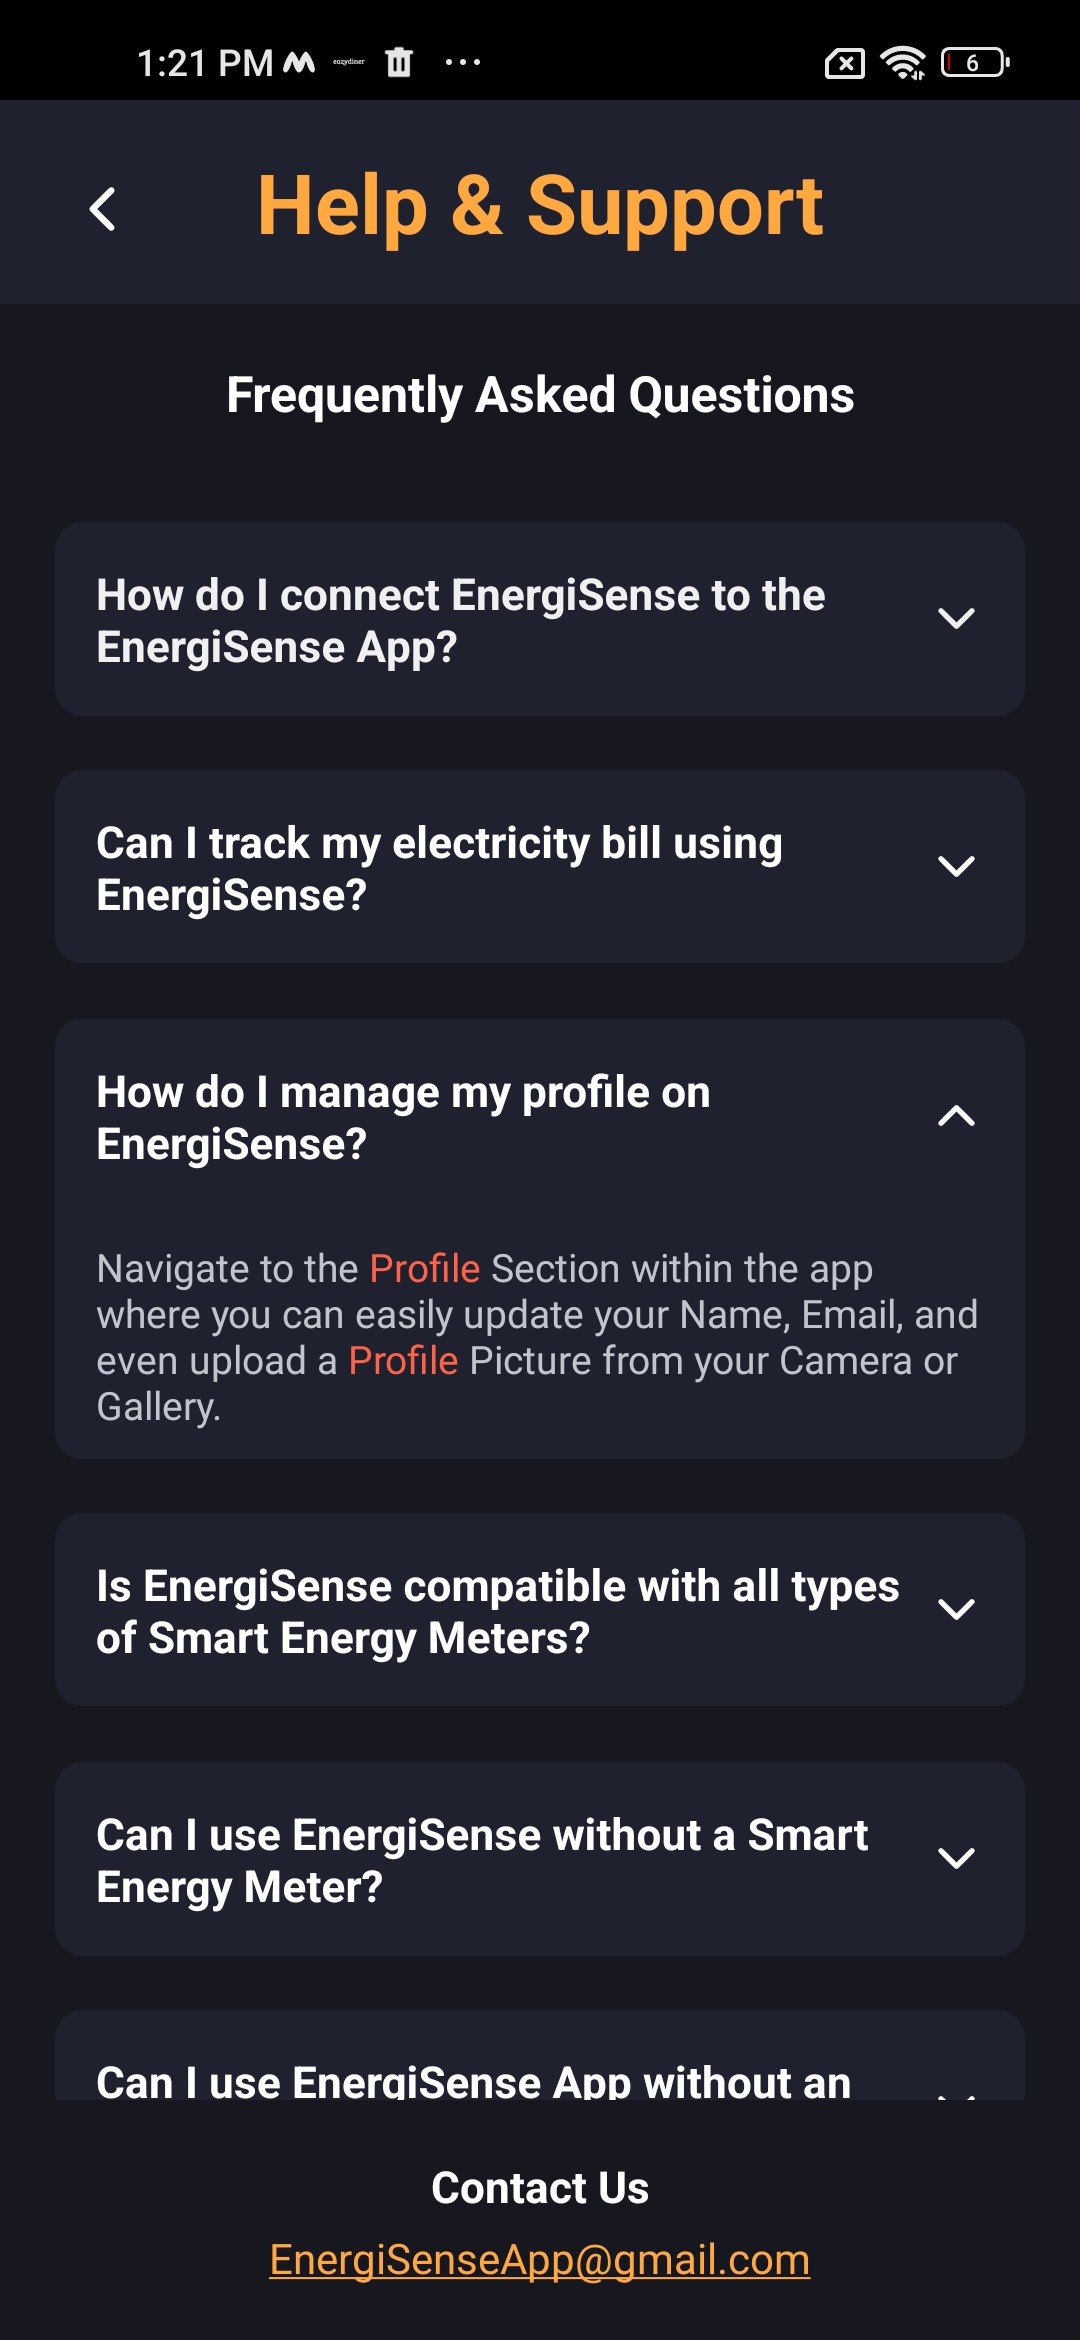 1:21 PM eazydiner ... 6
Help & Support
Frequently Asked Questions
How do I connect EnergiSense to the
EnergiSense App?
Can I track my electricity bill using
EnergiSense?
How do I manage my profile on
EnergiSense?
Navigate to the Profile Section within the app
where you can easily update your Name, Email, and
even upload a Profile Picture from your Camera or
Gallery.
Is EnergiSense compatible with all types
of Smart Energy Meters?
Can I use EnergiSense without a Smart
Energy Meter?
Can I use EnergiSense App without an
Contact Us
EnergiSenseApp@gmail.com